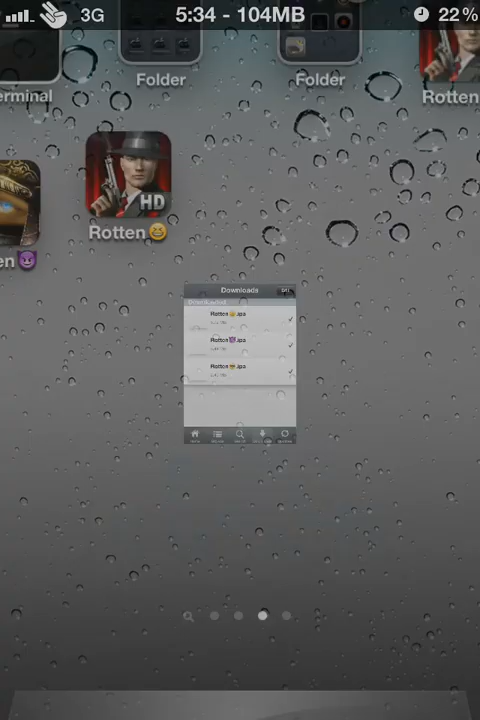 3G
5:34 - 104MB
22%
erminal
Folder
Folder
Rotten
HD
en😈
Rotten😆
Downloads
Rotten😆.ipa
Rotten😈.ipa
Rotten😎.ipa